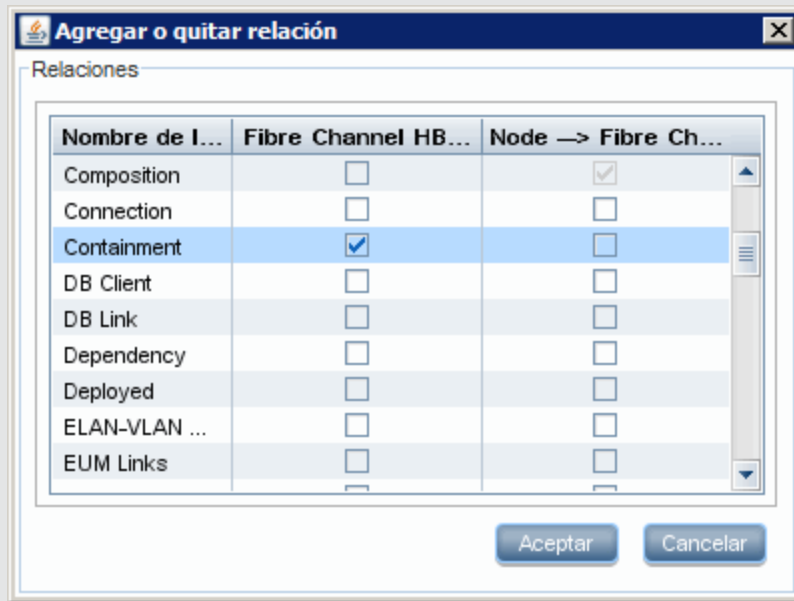 Agregar o quitar relación
Relaciones
Nombre de l... Fibre Channel HB... Node —> Fibre Ch...
Composition
Connection
Containment
DB Client
DB Link
Dependency
Deployed
ELAN-VLAN ...
EUM Links
Aceptar Cancelar